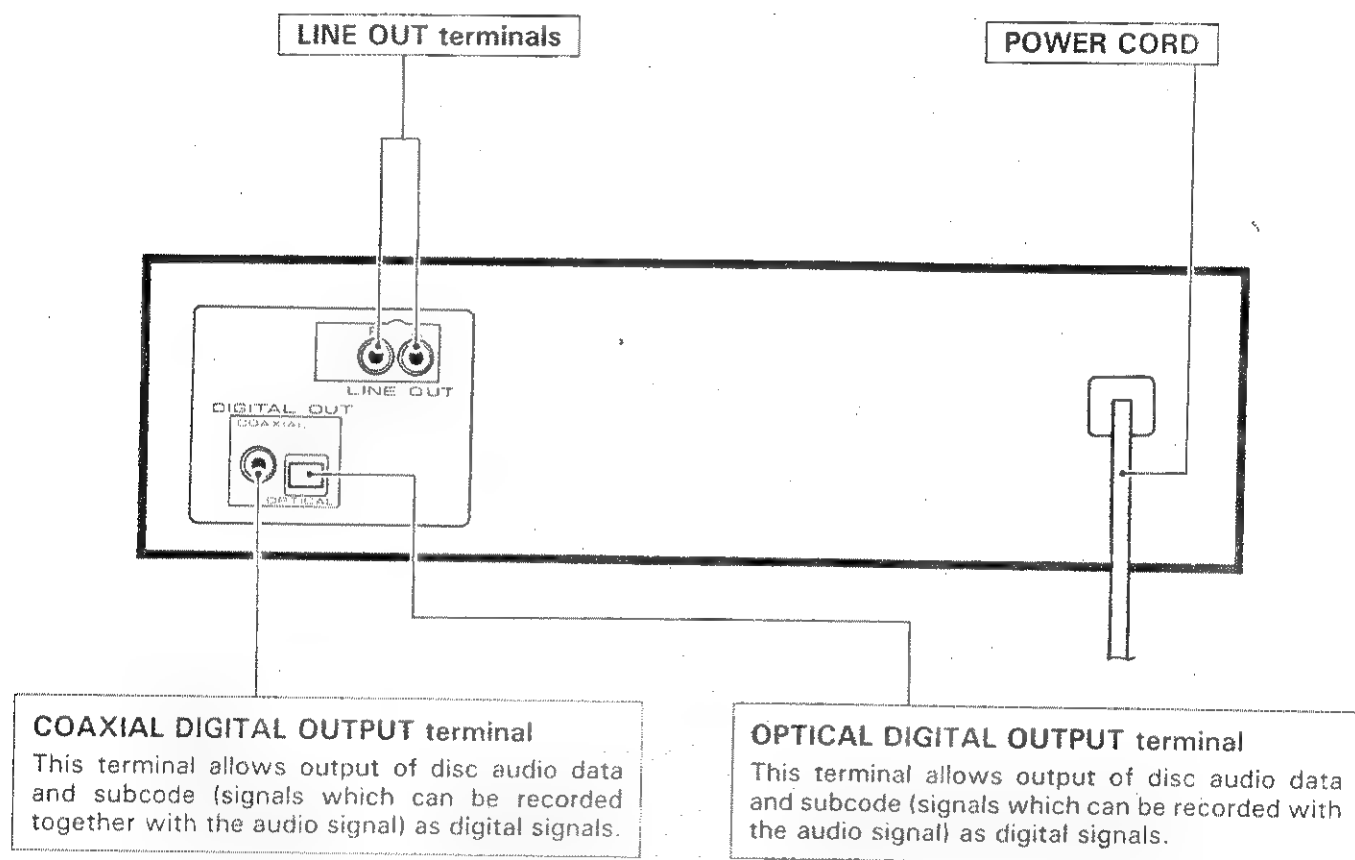 LINE OUT terminals
POWER CORD
LINE OUT
DIGITAL OUT
COAXIAL
OPTICAL
COAXIAL DIGITAL OUTPUT terminal
This terminal allows output of disc audio data
and subcode (signals which can be recorded
together with the audio signal) as digital signals.
OPTICAL DIGITAL OUTPUT terminal
This terminal allows output of disc audio data
and subcode (signals which can be recorded with
the audio signal) as digital signals.